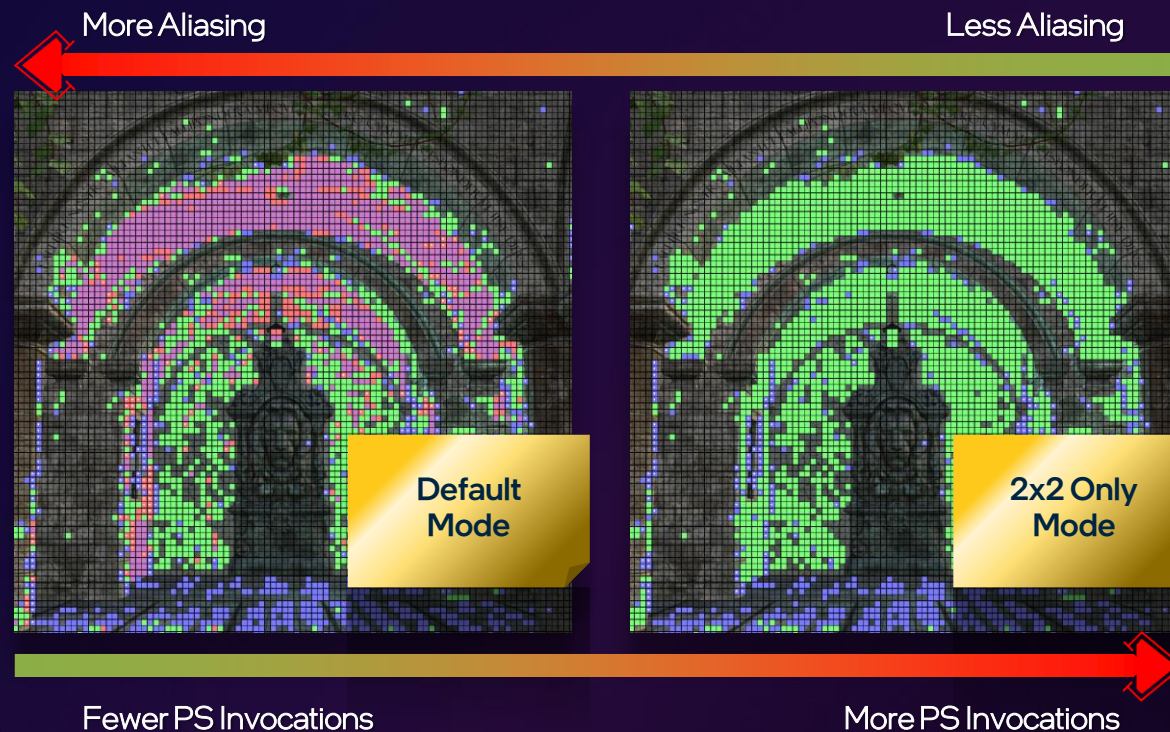 More Aliasing
Less Aliasing
Default
Mode
2x2 Only
Mode
Fewer PS Invocations
More PS Invocations